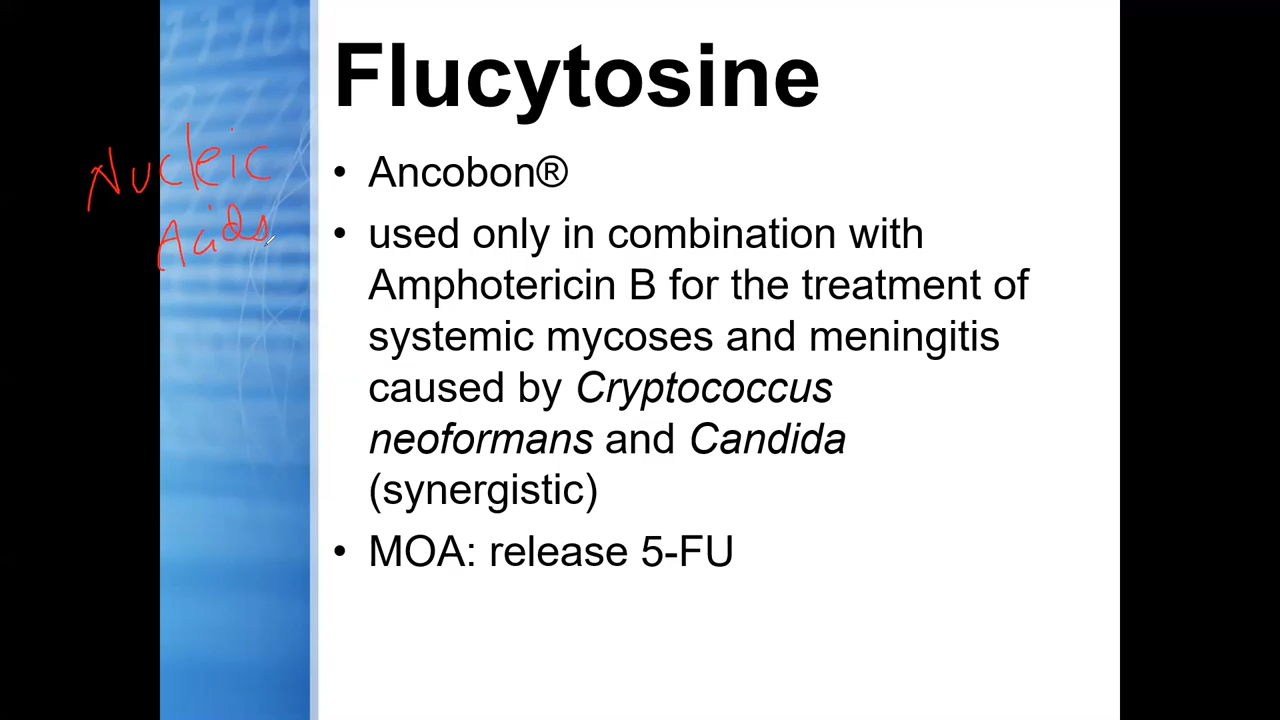 Flucytosine
Nucleic
Acids
• Ancobon®
• used only in combination with
Amphotericin B for the treatment of
systemic mycoses and meningitis
caused by Cryptococcus
neoformans and Candida
(synergistic)
• MOA: release 5-FU